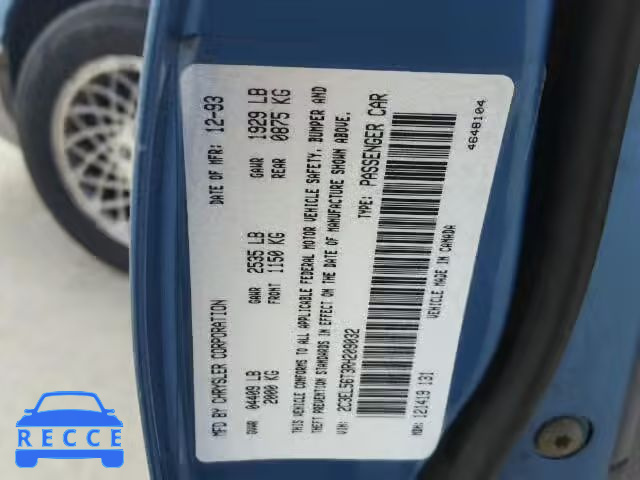 MFD BY CHRYSLER CORPORATION DATE OF MFR: 12-93
GVWR 04409 LB GAWR 2535 LB GAWR 1929 LB
2000 KG FRONT 1150 KG REAR 0875 KG
THIS VEHICLE CONFORMS TO ALL APPLICABLE FEDERAL MOTOR VEHICLE SAFETY, BUMPER AND
THEFT PREVENTION STANDARDS IN EFFECT ON THE DATE OF MANUFACTURE SHOWN ABOVE.
VIN: 2C3EL56T3RH209032 TYPE: PASSENGER CAR
MDH: 121419 131 VEHICLE MADE IN CANADA 4648104
RECCE